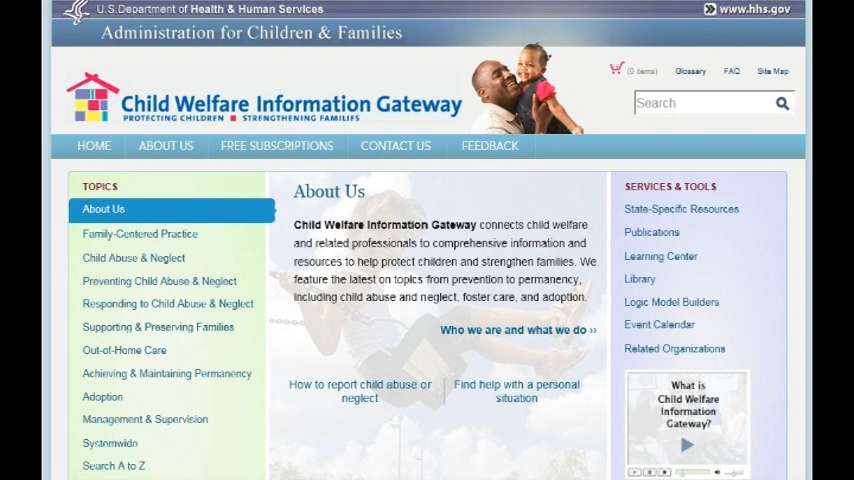 U.S.Department of Health & Human Services
www.hhs.gov
Administration for Children & Families
(0 items)
Glossary
FAQ
Site Map
Child Welfare Information Gateway
PROTECTING CHILDREN ■ STRENGTHENING FAMILIES
Search
HOME
ABOUT US
FREE SUBSCRIPTIONS
CONTACT US
FEEDBACK
TOPICS
About Us
Family-Centered Practice
Child Abuse & Neglect
Preventing Child Abuse & Neglect
Responding to Child Abuse & Neglect
Supporting & Preserving Families
Out-of-Home Care
Achieving & Maintaining Permanency
Adoption
Management & Supervision
Systemwide
Search A to Z
About Us
Child Welfare Information Gateway connects child welfare
and related professionals to comprehensive information and
resources to help protect children and strengthen families. We
feature the latest on topics from prevention to permanency,
including child abuse and neglect, foster care, and adoption.
Who we are and what we do ››
How to report child abuse or
neglect
Find help with a personal
situation
SERVICES & TOOLS
State-Specific Resources
Publications
Learning Center
Library
Logic Model Builders
Event Calendar
Related Organizations
What is
Child Welfare
Information
Gateway?